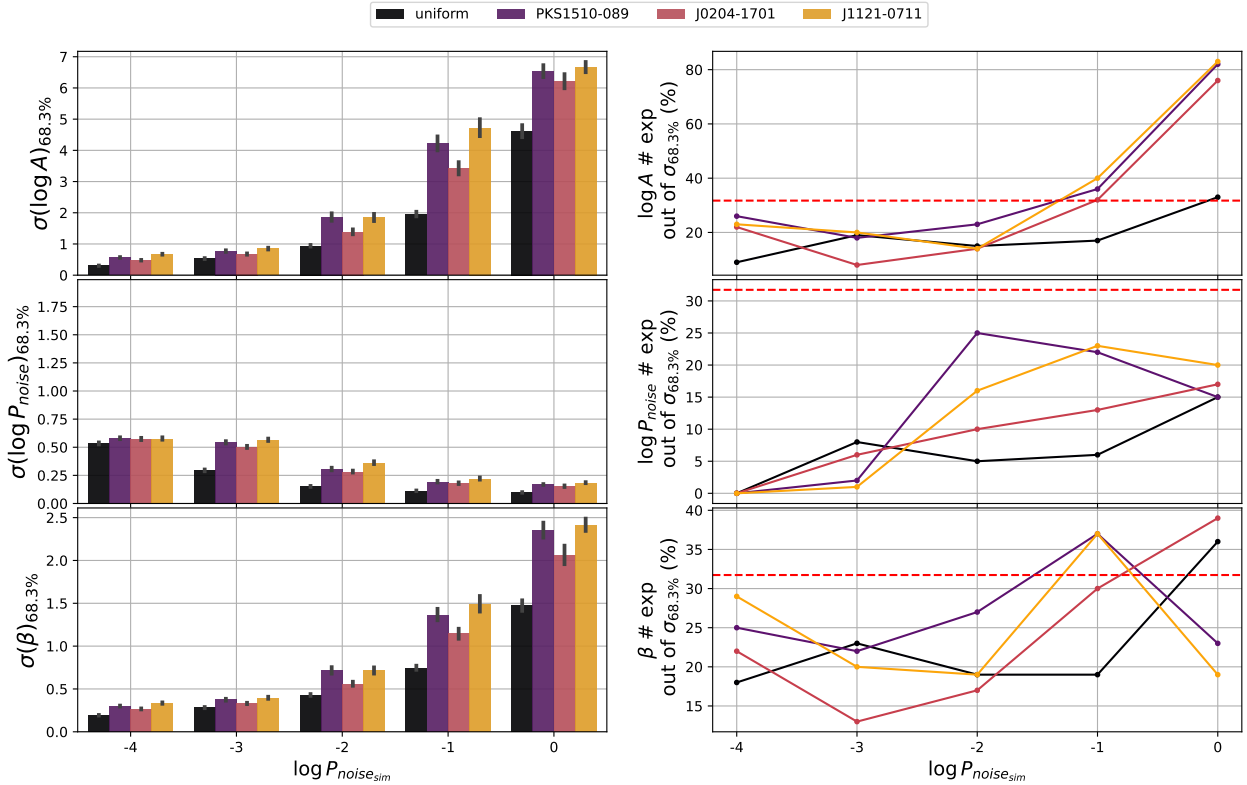 uniform PKS1510-089 J0204-1701 J1121-0711
7
6
5
4
3
2
1
0
σ(log A)68.3%
1.75
1.50
1.25
1.00
0.75
0.50
0.25
0.00
σ(log Pnoise)68.3%
2.5
2.0
1.5
1.0
0.5
0.0
σ(β)68.3%
-4 -3 -2 -1 0
log Pnoisesim
80
60
40
20
log A # exp
out of σ68.3% (%)
30
25
20
15
10
5
0
log Pnoise # exp
out of σ68.3% (%)
40
35
30
25
20
15
β # exp
out of σ68.3% (%)
-4 -3 -2 -1 0
log Pnoisesim